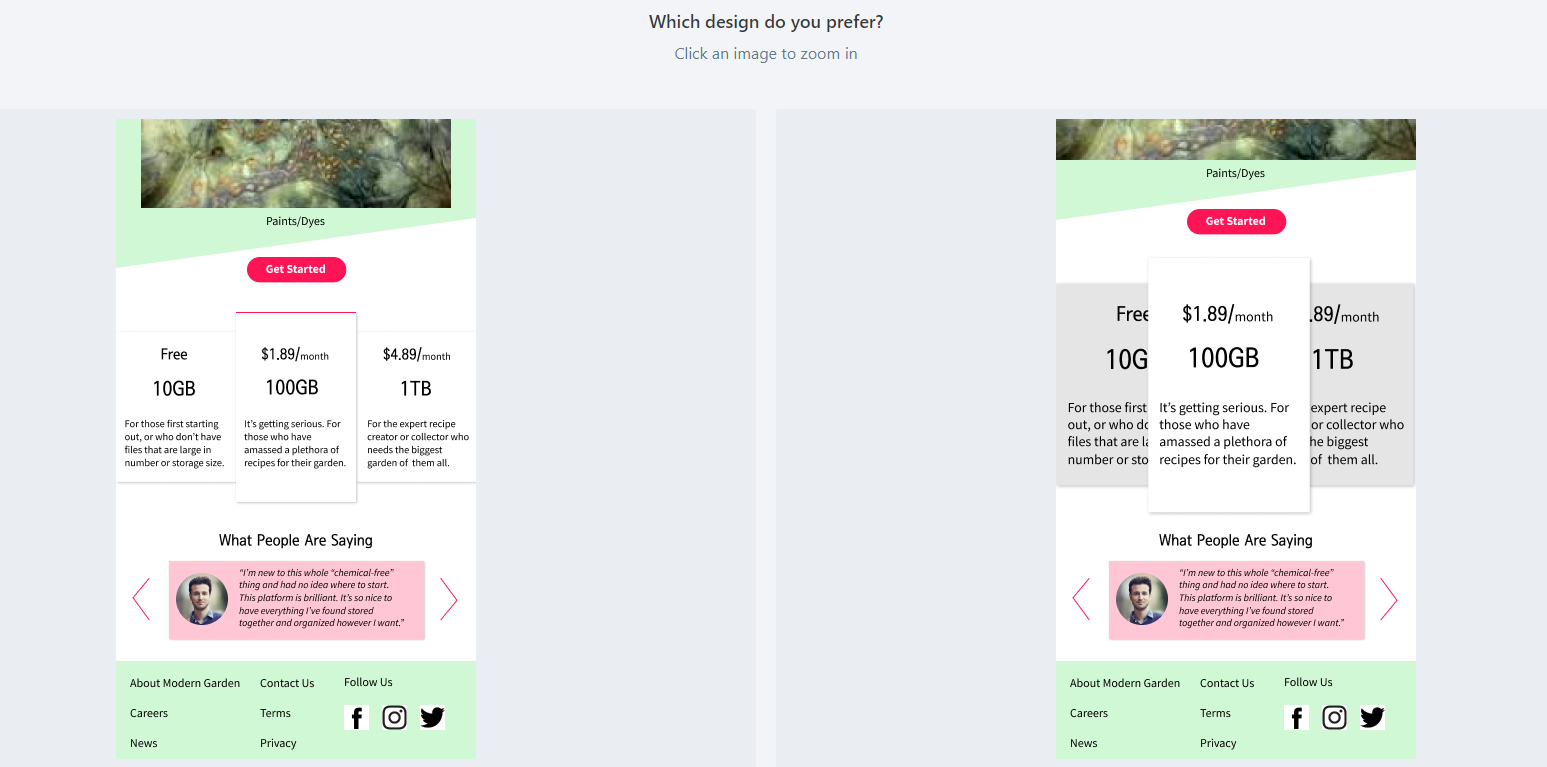 Which design do you prefer?
Click an image to zoom in
Paints/Dyes
Get Started
Free
10GB
For those first starting
out, or who don't have
files that are large in
number or storage size.
$1.89/month
100GB
It's getting serious. For
those who have
amassed a plethora of
recipes for their garden.
$4.89/month
1TB
For the expert recipe
creator or collector who
needs the biggest
garden of them all.
What People Are Saying
“I'm new to this whole “chemical-free”
thing and had no idea where to start.
This platform is brilliant. It's so nice to
have everything I've found stored
together and organized however I want.”
About Modern Garden
Careers
News
Contact Us
Terms
Privacy
Follow Us
Paints/Dyes
Get Started
Free
10G
For those first
out, or who do
files that are la
number or sto
$1.89/month
100GB
It's getting serious. For
those who have
amassed a plethora of
recipes for their garden.
.89/month
1TB
expert recipe
or collector who
he biggest
of them all.
What People Are Saying
“I'm new to this whole “chemical-free”
thing and had no idea where to start.
This platform is brilliant. It's so nice to
have everything I've found stored
together and organized however I want.”
About Modern Garden
Careers
News
Contact Us
Terms
Privacy
Follow Us